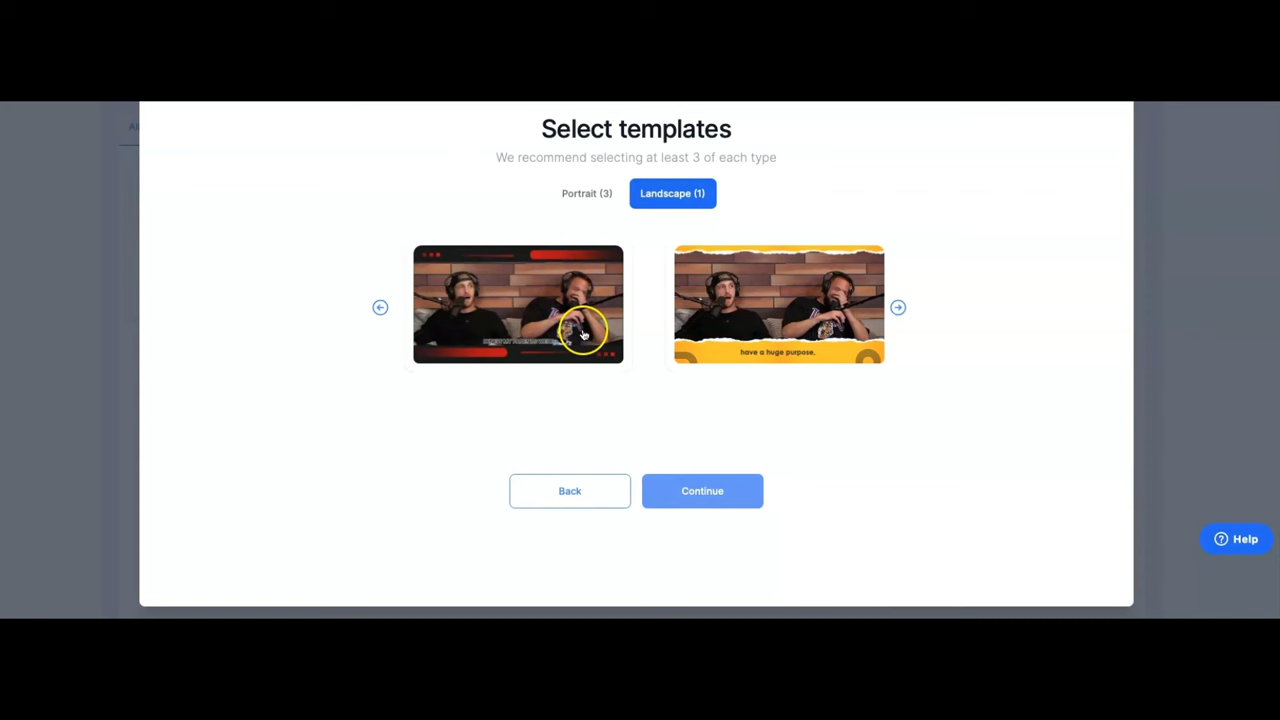 Select templates
We recommend selecting at least 3 of each type
Portrait (3)
Landscape (1)
have a huge purpose,
Back
Continue
Help